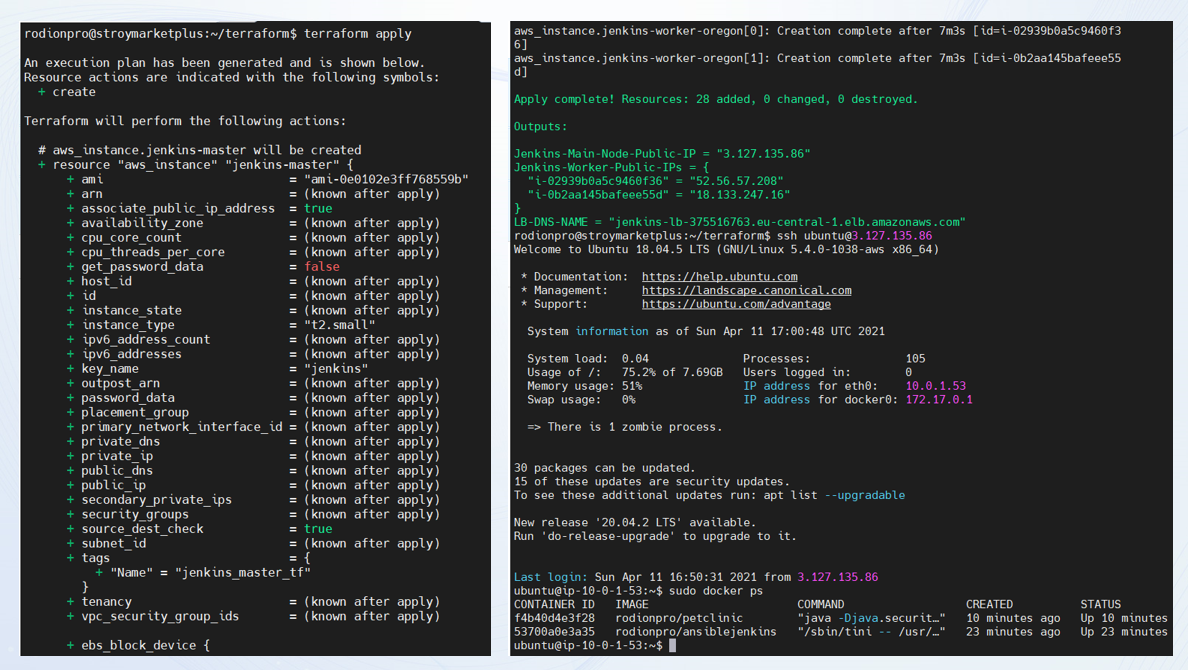 rodionpro@stroymarketplus:~/terraform$ terraform apply
An execution plan has been generated and is shown below.
Resource actions are indicated with the following symbols:
+ create
Terraform will perform the following actions:
# aws_instance.jenkins-master will be created
+ resource "aws_instance" "jenkins-master" {
+ ami = "ami-0e0102e3ff768559b"
+ arn = (known after apply)
+ associate_public_ip_address = true
+ availability_zone = (known after apply)
+ cpu_core_count = (known after apply)
+ cpu_threads_per_core = (known after apply)
+ get_password_data = false
+ host_id = (known after apply)
+ id = (known after apply)
+ instance_state = (known after apply)
+ instance_type = "t2.small"
+ ipv6_address_count = (known after apply)
+ ipv6_addresses = (known after apply)
+ key_name = "jenkins"
+ outpost_arn = (known after apply)
+ password_data = (known after apply)
+ placement_group = (known after apply)
+ primary_network_interface_id = (known after apply)
+ private_dns = (known after apply)
+ private_ip = (known after apply)
+ public_dns = (known after apply)
+ public_ip = (known after apply)
+ secondary_private_ips = (known after apply)
+ security_groups = (known after apply)
+ source_dest_check = true
+ subnet_id = (known after apply)
+ tags = {
+ "Name" = "jenkins_master_tf"
}
+ tenancy = (known after apply)
+ vpc_security_group_ids = (known after apply)
+ ebs_block_device {
aws_instance.jenkins-worker-oregon[0]: Creation complete after 7m3s [id=i-02939b0a5c9460f3
6]
aws_instance.jenkins-worker-oregon[1]: Creation complete after 7m3s [id=i-0b2aa145bafeee55
d]
Apply complete! Resources: 28 added, 0 changed, 0 destroyed.
Outputs:
Jenkins-Main-Node-Public-IP = "3.127.135.86"
Jenkins-Worker-Public-IPs = {
"i-02939b0a5c9460f36" = "52.56.57.208"
"i-0b2aa145bafeee55d" = "18.133.247.16"
}
LB-DNS-NAME = "jenkins-lb-375516763.eu-central-1.elb.amazonaws.com"
rodionpro@stroymarketplus:~/terraform$ ssh ubuntu@3.127.135.86
Welcome to Ubuntu 18.04.5 LTS (GNU/Linux 5.4.0-1038-aws x86_64)
* Documentation: https://help.ubuntu.com
* Management: https://landscape.canonical.com
* Support: https://ubuntu.com/advantage
System information as of Sun Apr 11 17:00:48 UTC 2021
System load: 0.04 Processes: 105
Usage of /: 75.2% of 7.69GB Users logged in: 0
Memory usage: 51% IP address for eth0: 10.0.1.53
Swap usage: 0% IP address for docker0: 172.17.0.1
=> There is 1 zombie process.
30 packages can be updated.
15 of these updates are security updates.
To see these additional updates run: apt list --upgradable
New release '20.04.2 LTS' available.
Run 'do-release-upgrade' to upgrade to it.
Last login: Sun Apr 11 16:50:31 2021 from 3.127.135.86
ubuntu@ip-10-0-1-53:~$ sudo docker ps
CONTAINER ID IMAGE COMMAND CREATED STATUS
f4b40d4e3f28 rodionpro/petclinic "java -Djava.securit…" 10 minutes ago Up 10 minutes
53700a0e3a35 rodionpro/ansiblejenkins "/sbin/tini -- /usr/…" 23 minutes ago Up 23 minutes
ubuntu@ip-10-0-1-53:~$